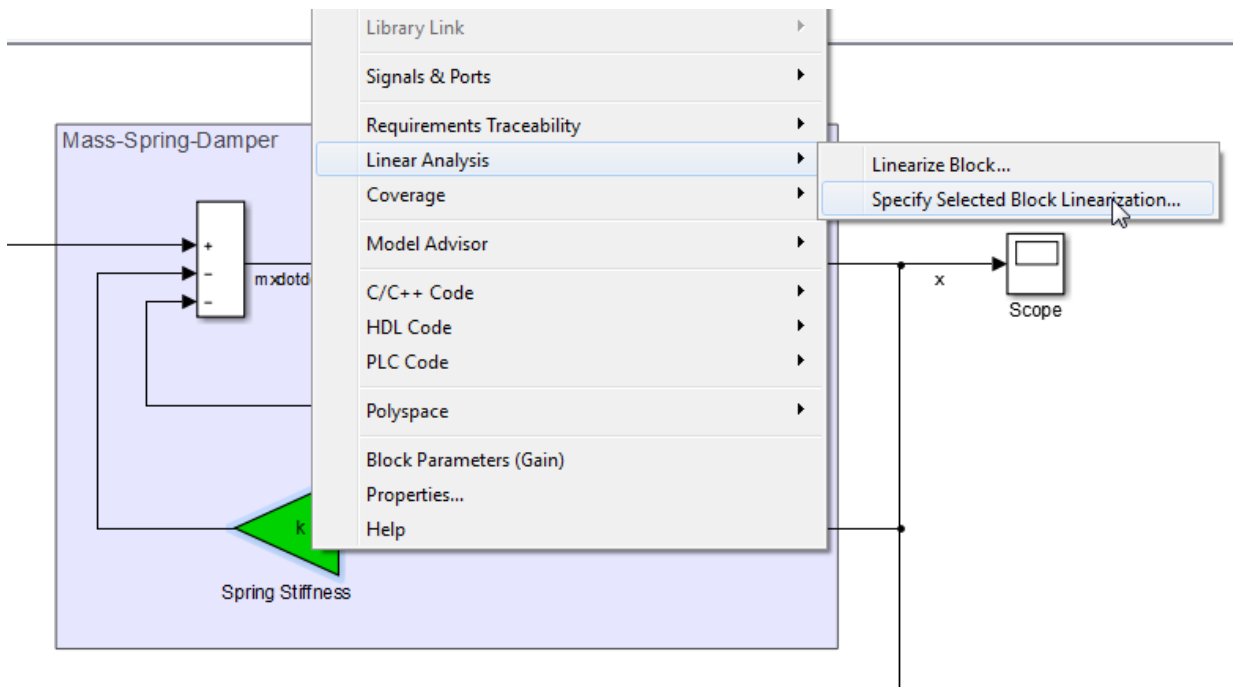 Library Link
Signals & Ports
Requirements Traceability
Linear Analysis
Coverage
Model Advisor
C/C++ Code
HDL Code
PLC Code
Polyspace
Block Parameters (Gain)
Properties...
Help
Linearize Block...
Specify Selected Block Linearization...
Mass-Spring-Damper
+
−
−
mxdotd
x
Scope
k
Spring Stiffness